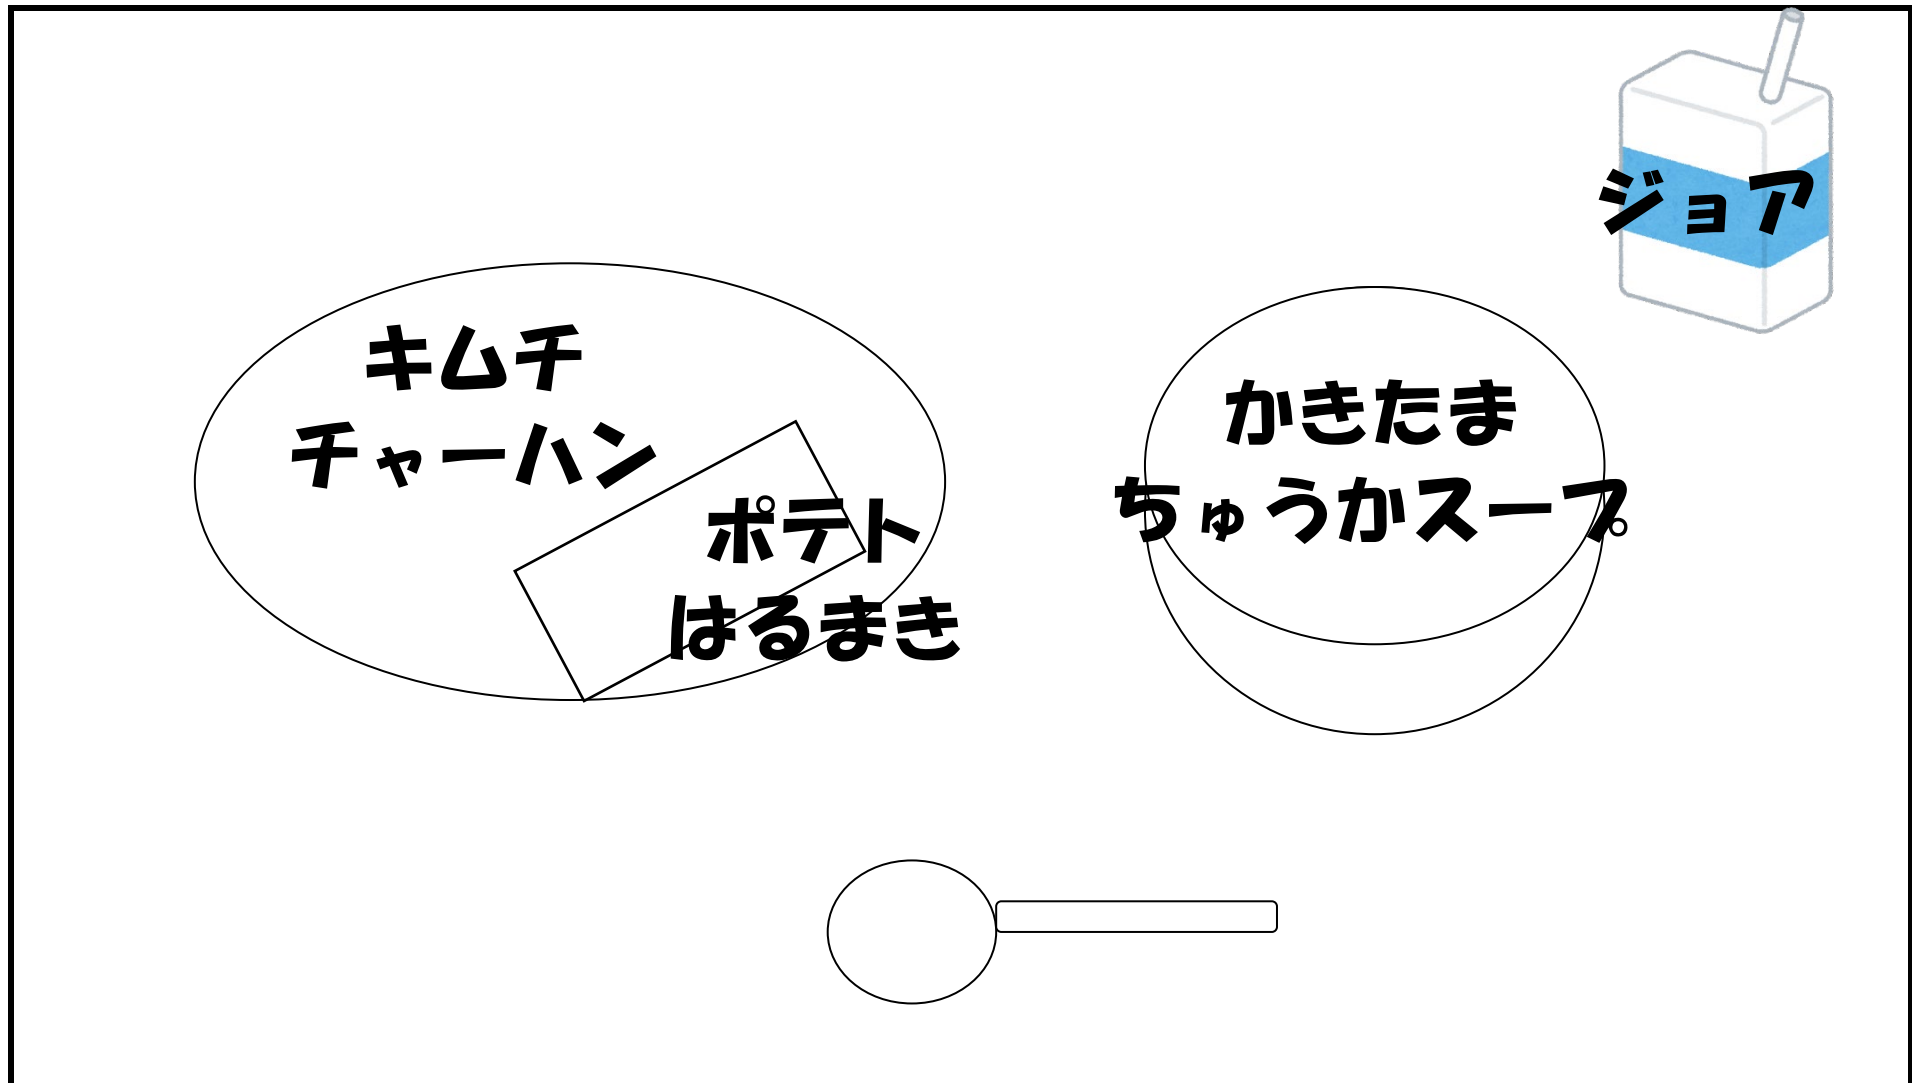 ジョア
キムチ
チャーハン
ポテト
はるまき
かきたま
ちゅうかスープ